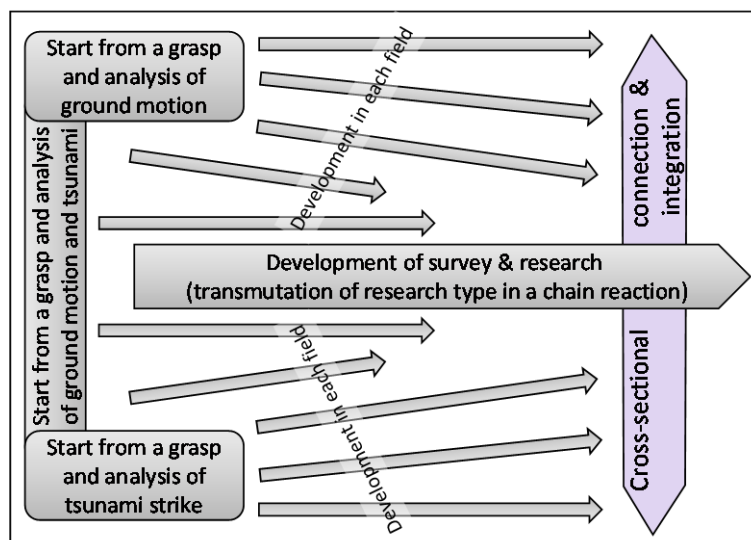 Start from a grasp
and analysis of
ground motion
Start from a grasp and analysis
of ground motion and tsunami
Start from a grasp
and analysis of
tsunami strike
Development in each field
Development of survey & research
(transmutation of research type in a chain reaction)
Development in each field
Cross-sectional
connection &
integration